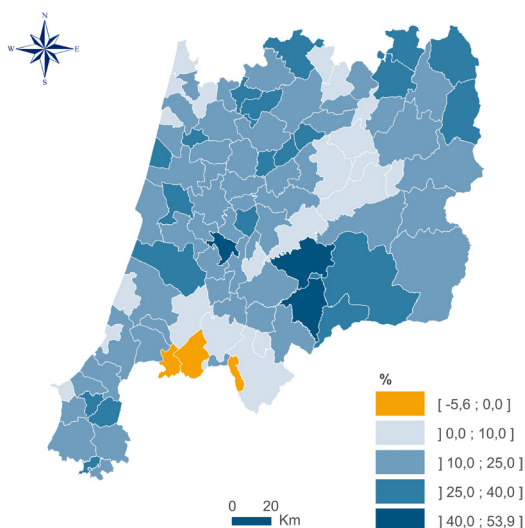 N
W E
S
%
[ -5,6 ; 0,0 ]
] 0,0 ; 10,0 ]
] 10,0 ; 25,0 ]
] 25,0 ; 40,0 ]
] 40,0 ; 53,9 ]
0 20
Km